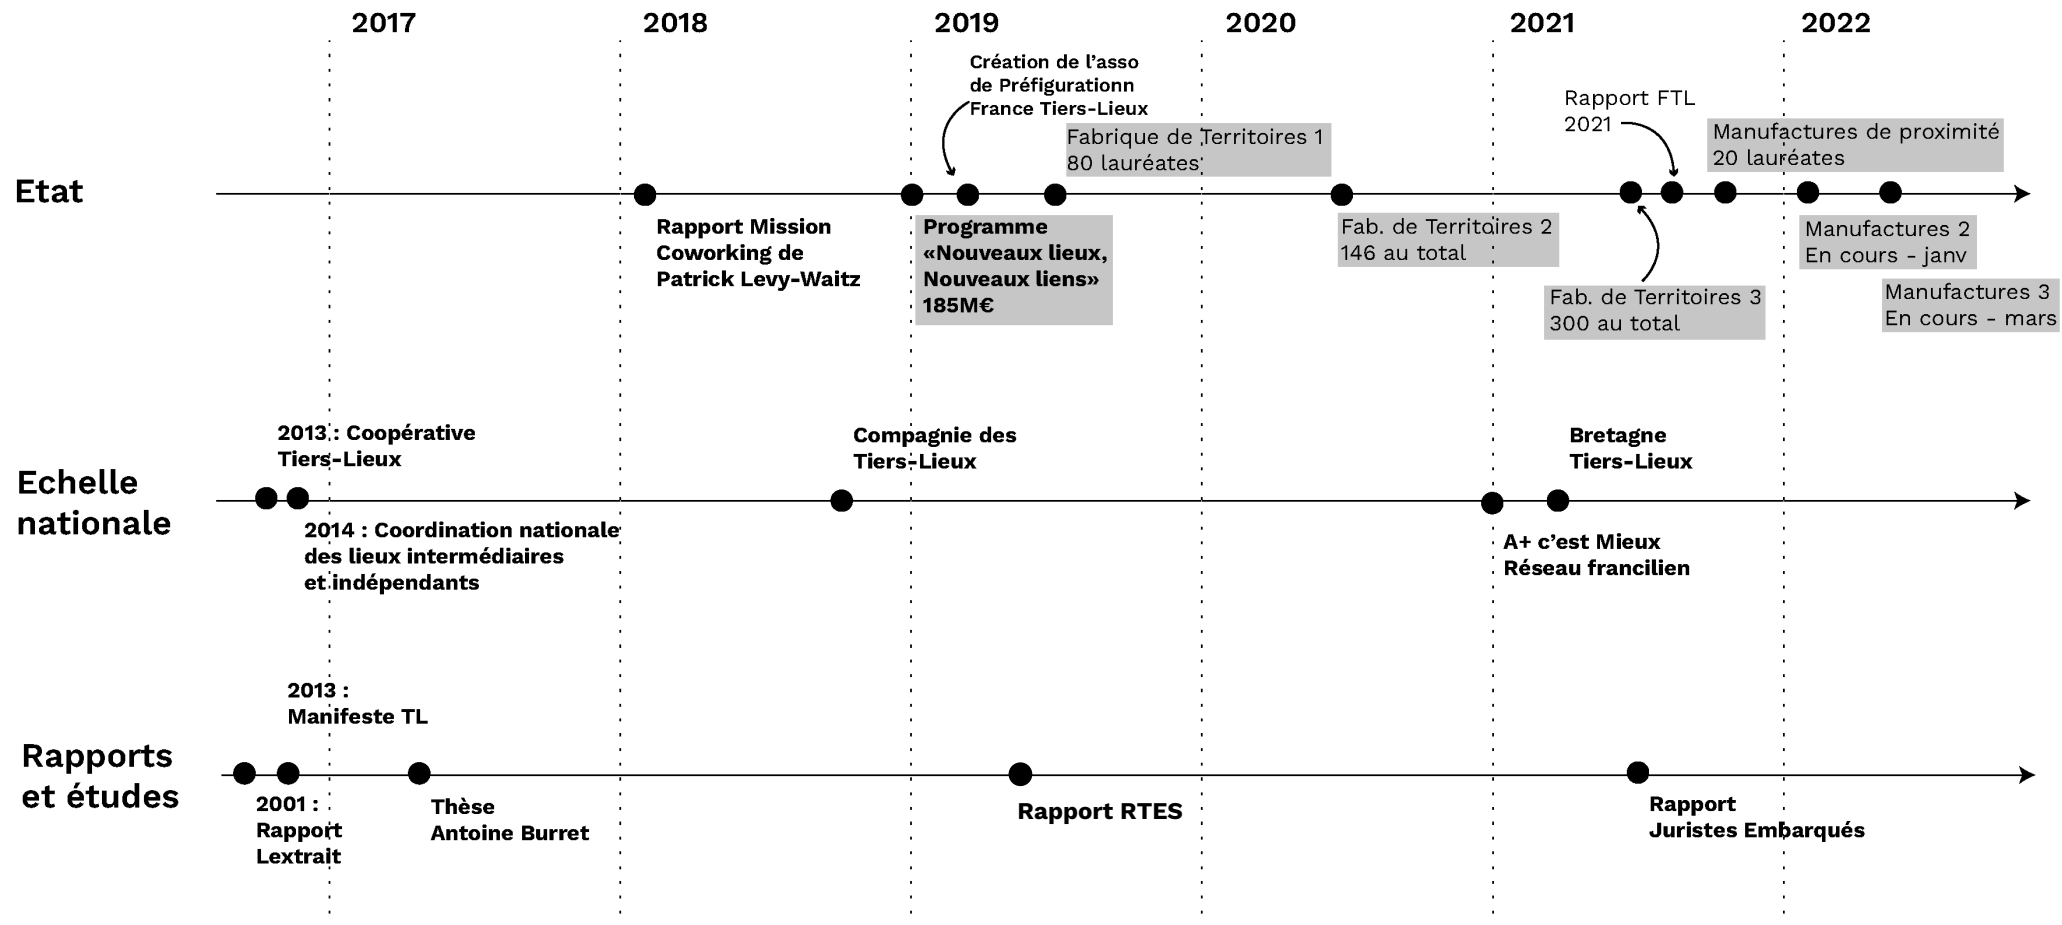 2017
2018
2019
2020
2021
2022
Etat
Création de l'asso
de Préfigurationn
France Tiers-Lieux
Fabrique de Territoires 1
80 lauréates
Rapport FTL
2021
Manufactures de proximité
20 lauréates
Rapport Mission
Coworking de
Patrick Levy-Waitz
Programme
«Nouveaux lieux,
Nouveaux liens»
185M€
Fab. de Territoires 2
146 au total
Fab. de Territoires 3
300 au total
Manufactures 2
En cours - janv
Manufactures 3
En cours - mars
Echelle
nationale
2013 : Coopérative
Tiers-Lieux
2014 : Coordination nationale
des lieux intermédiaires
et indépendants
Compagnie des
Tiers-Lieux
Bretagne
Tiers-Lieux
A+ c'est Mieux
Réseau francilien
Rapports
et études
2013 :
Manifeste TL
2001 :
Rapport
Lextrait
Thèse
Antoine Burret
Rapport RTES
Rapport
Juristes Embarqués